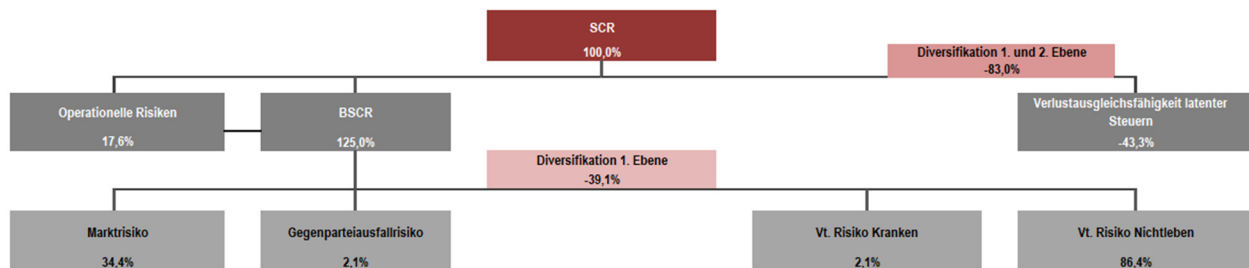 SCR
100,0%
Diversifikation 1. und 2. Ebene
-83,0%
Operationelle Risiken
17,6%
BSCR
125,0%
Verlustausgleichsfähigkeit latenter
Steuern
-43,3%
Diversifikation 1. Ebene
-39,1%
Marktrisiko
34,4%
Gegenparteiausfallrisiko
2,1%
Vt. Risiko Kranken
2,1%
Vt. Risiko Nichtleben
86,4%